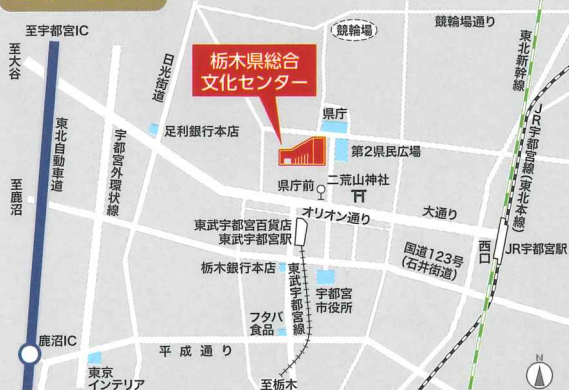 至宇都宮IC
競輪場通り
競輪場
至大谷
日光街道
東北新幹線
栃木県総合
文化センター
県庁
JR宇都宮線(東北本線)
足利銀行本店
第2県民広場
東北自動車道
宇都宮外環状線
至鹿沼
県庁前
二荒山神社
オリオン通り
大通り
東武宇都宮百貨店
東武宇都宮駅
西口
JR宇都宮駅
国道123号
(石井街道)
栃木銀行本店
東武宇都宮線
宇都宮
市役所
フタバ
食品
鹿沼IC
平成通り
東京
インテリア
至栃木
N